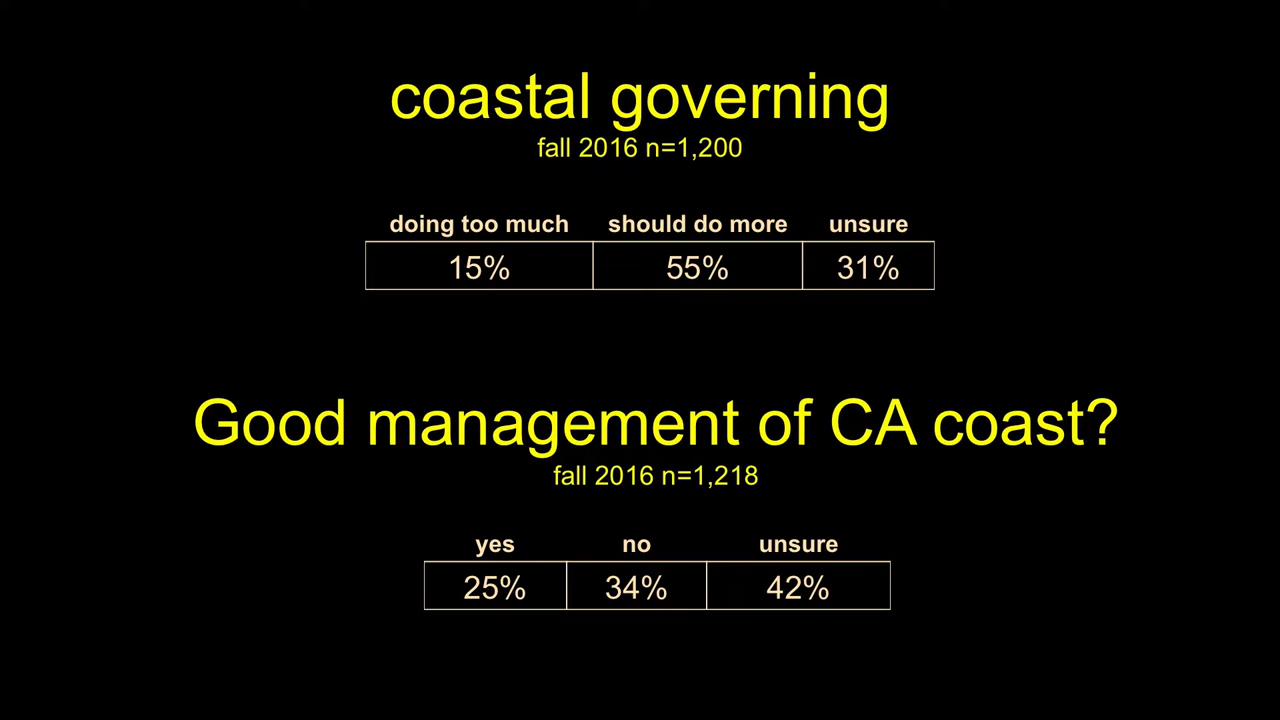 coastal governing
fall 2016 n=1,200
doing too much should do more unsure
15% 55% 31%
Good management of CA coast?
fall 2016 n=1,218
yes no unsure
25% 34% 42%